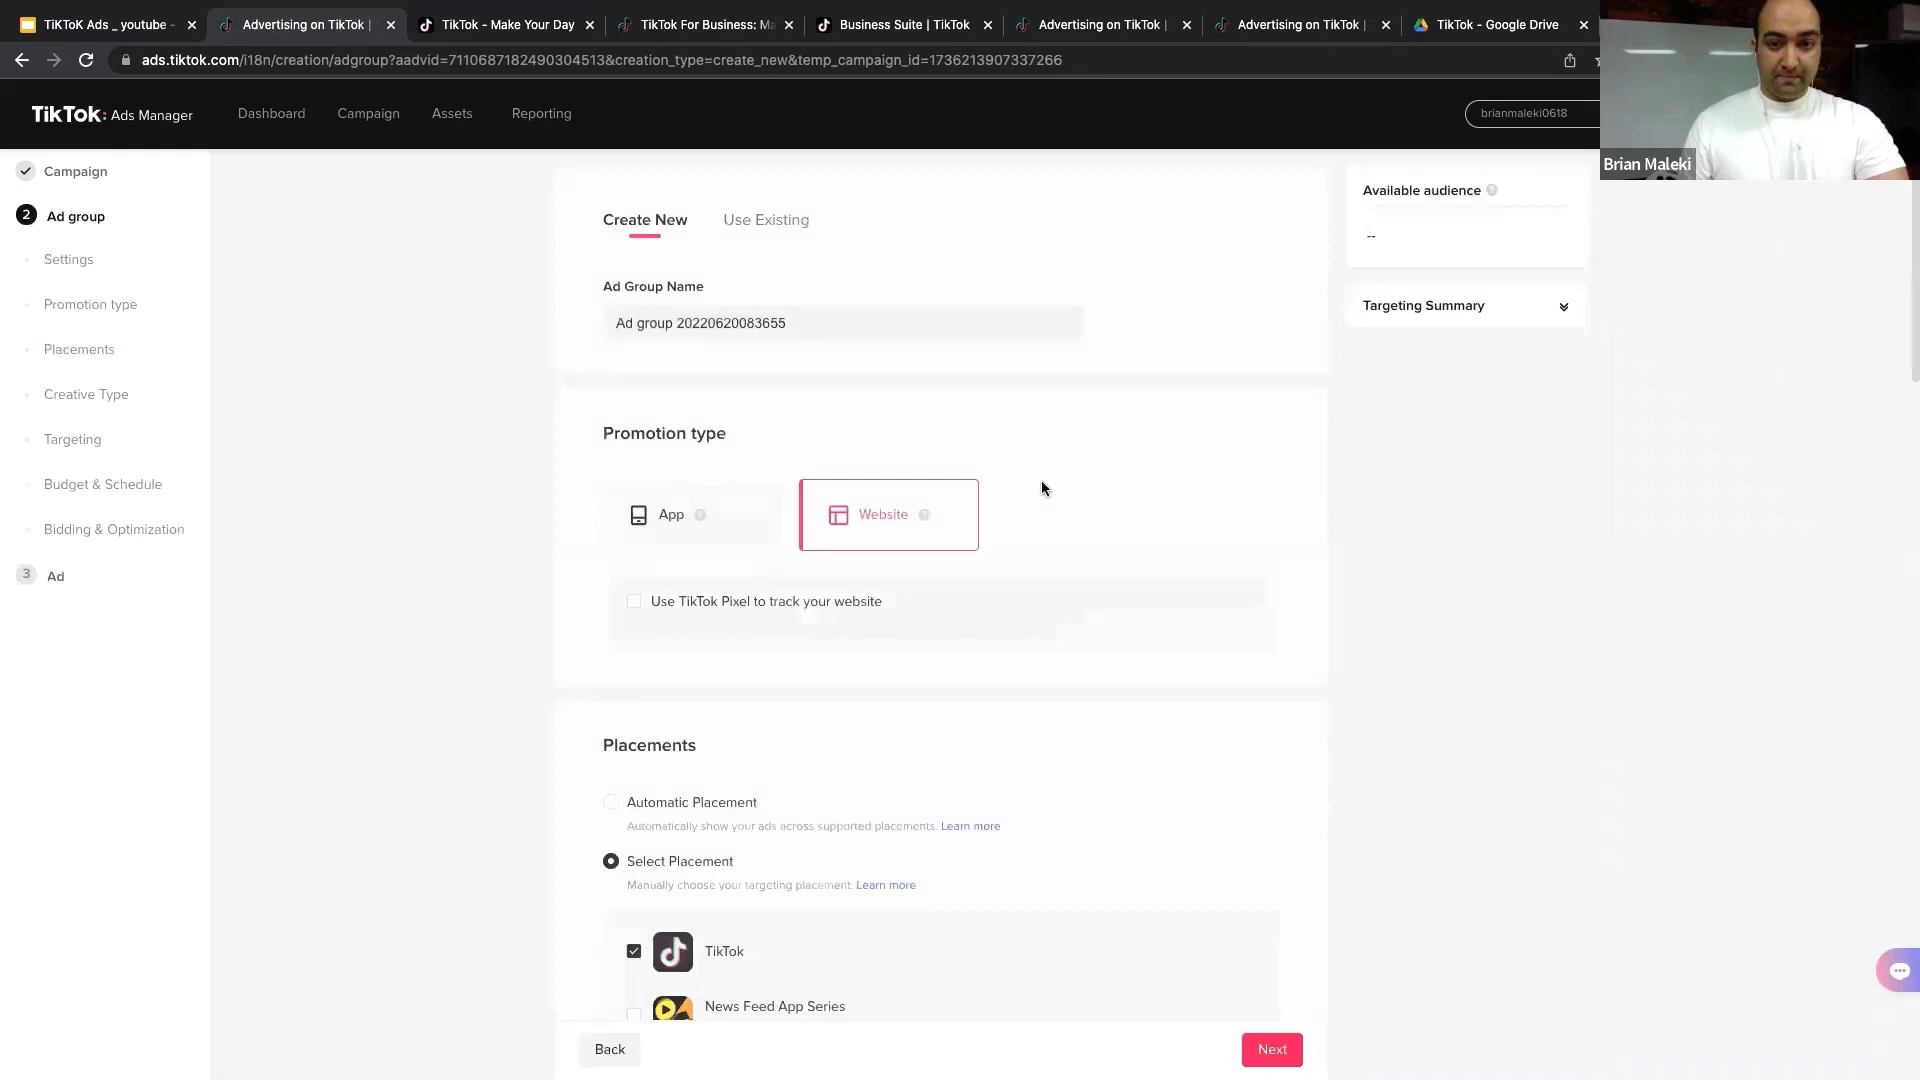 TiKToK Ads _ youtube -
Advertising on TikTok |
TikTok - Make Your Day
TikTok For Business: Ma
Business Suite | TikTok
Advertising on TikTok |
Advertising on TikTok |
TikTok - Google Drive
ads.tiktok.com/i18n/creation/adgroup?aadvid=7110687182490304513&creation_type=create_new&temp_campaign_id=1736213907337266
TikTok: Ads Manager
Dashboard
Campaign
Assets
Reporting
brianmaleki0618
Brian Maleki
Campaign
2 Ad group
Settings
Promotion type
Placements
Creative Type
Targeting
Budget & Schedule
Bidding & Optimization
3 Ad
Create New
Use Existing
Ad Group Name
Ad group 20220620083655
Promotion type
App
Website
Use TikTok Pixel to track your website
Placements
Automatic Placement
Automatically show your ads across supported placements. Learn more
Select Placement
Manually choose your targeting placement. Learn more
TikTok
News Feed App Series
Back
Next
Available audience
--
Targeting Summary